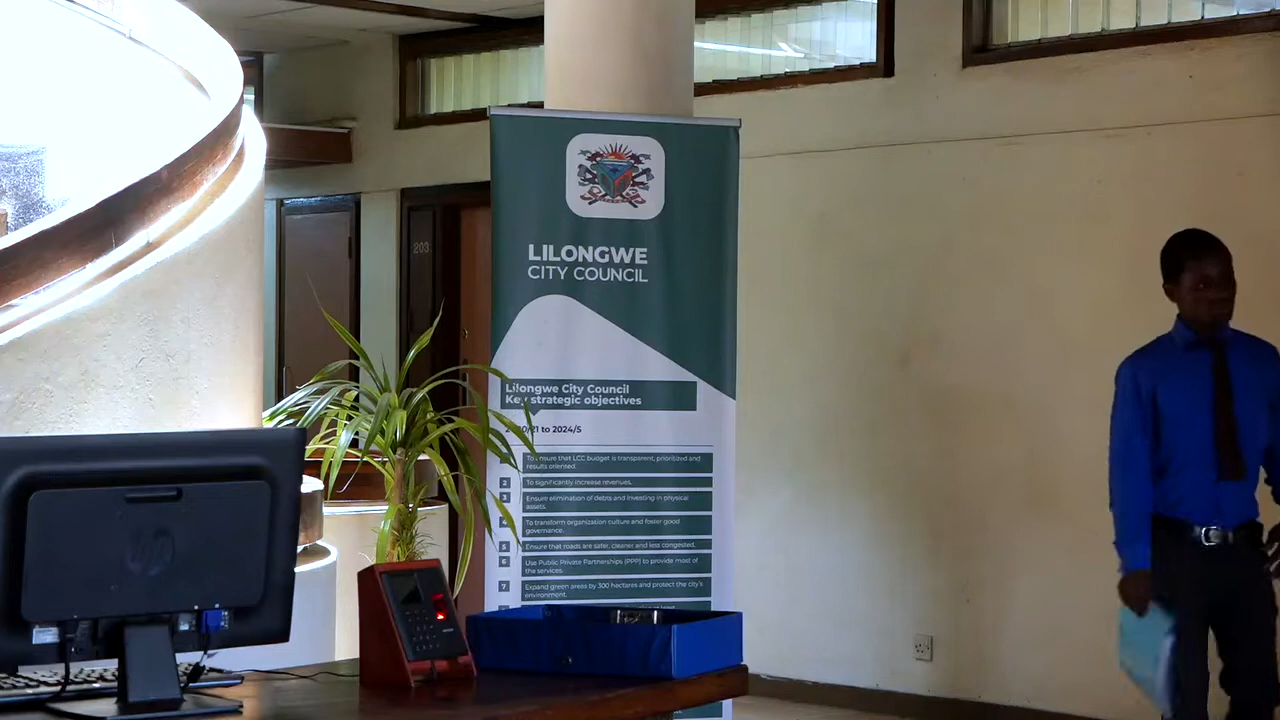 LILONGWE
CITY COUNCIL
203
Lilongwe City Council
Key strategic objectives
to 2024/5
To ensure that LCC budget is transparent, prioritized and
results oriented.
2 To significantly increase revenues.
3 Ensure elimination of debts and investing in physical
assets.
4 To transform organization culture and foster good
governance.
5 Ensure that roads are safer, cleaner and less congested.
6 Use Public Private Partnerships (PPP) to provide most of
the services.
7 Expand green areas by 300 hectares and protect the city's
environment.
hp